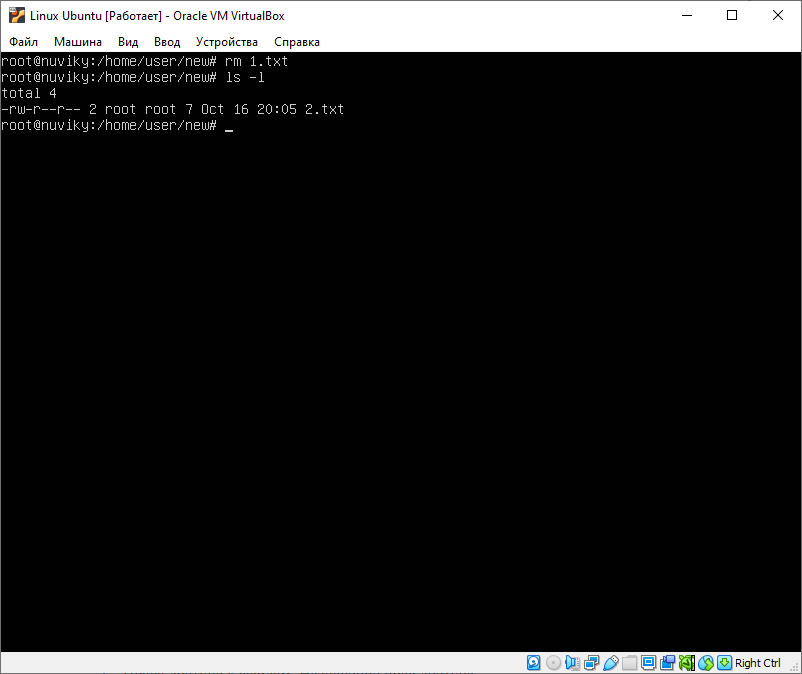 Linux Ubuntu [Работает] - Oracle VM VirtualBox
Файл Машина Вид Ввод Устройства Справка
root@nuviky:/home/user/new# rm 1.txt
root@nuviky:/home/user/new# ls -l
total 4
-rw-r--r-- 2 root root 7 Oct 16 20:05 2.txt
root@nuviky:/home/user/new# _
Right Ctrl